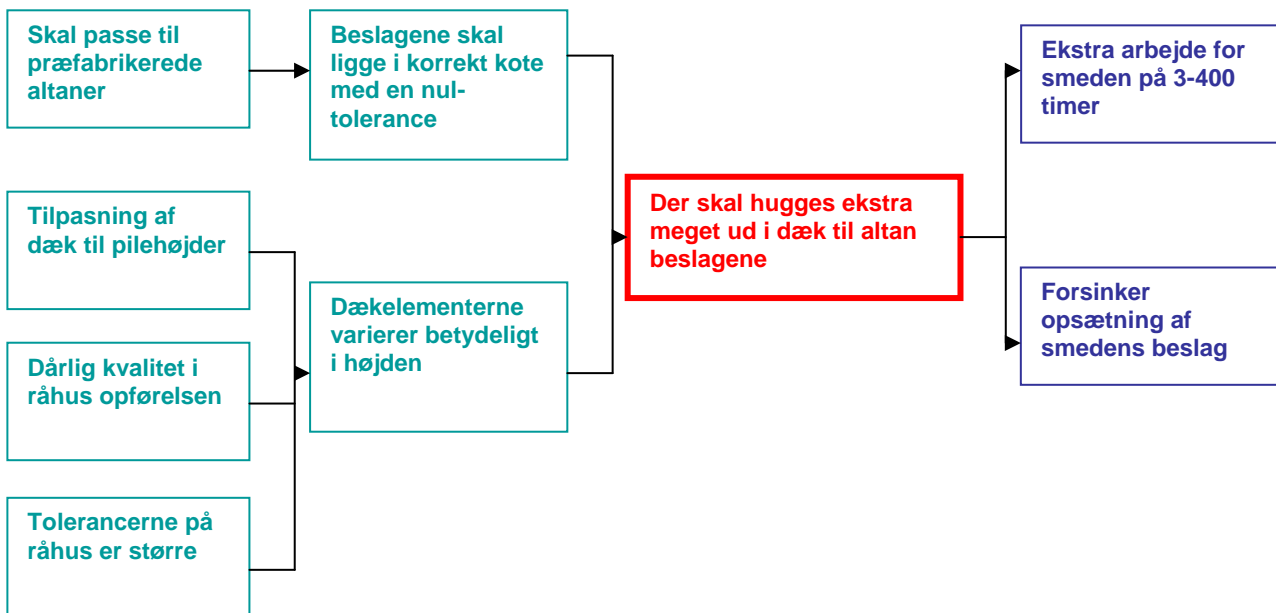 Skal passe til
præfabrikerede
altaner
Beslagene skal
ligge i korrekt kote
med en nul-
tolerance
Ekstra arbejde for
smeden på 3-400
timer
Tilpasning af
dæk til pilehøjder
Der skal hugges ekstra
meget ud i dæk til altan
beslagene
Dækelementerne
varierer betydeligt
i højden
Forsinker
opsætning af
smedens beslag
Dårlig kvalitet i
råhus opførelsen
Tolerancerne på
råhus er større